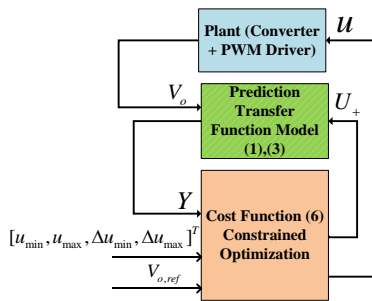 Plant (Converter
+ PWM Driver)
u
V_o
Prediction
Transfer
Function Model
(1),(3)
U_+
Y
Cost Function (6)
Constrained
Optimization
[u_min, u_max, Δu_min, Δu_max]^T
V_o,ref